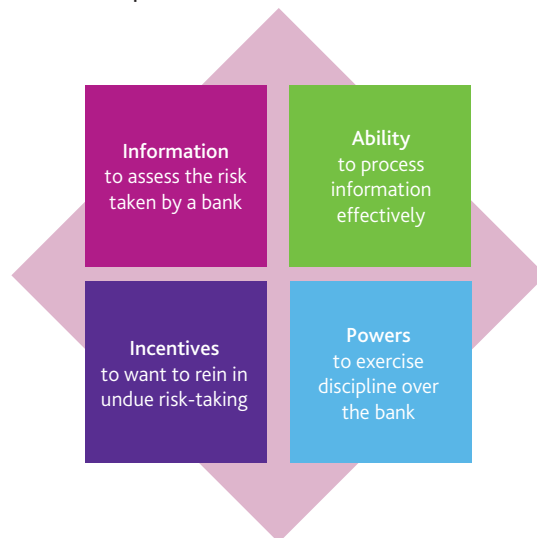 Information
to assess the risk
taken by a bank
Ability
to process
information
effectively
Incentives
to want to rein in
undue risk-taking
Powers
to exercise
discipline over
the bank